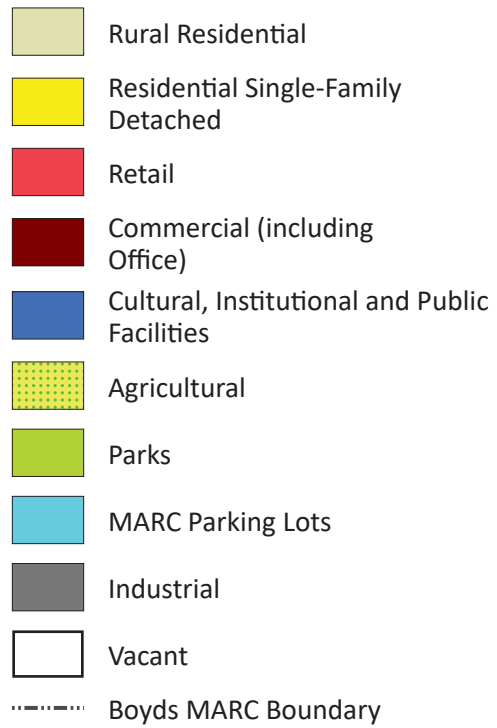 Rural Residential
Residential Single-Family
Detached
Retail
Commercial (including
Office)
Cultural, Institutional and Public
Facilities
Agricultural
Parks
MARC Parking Lots
Industrial
Vacant
Boyds MARC Boundary